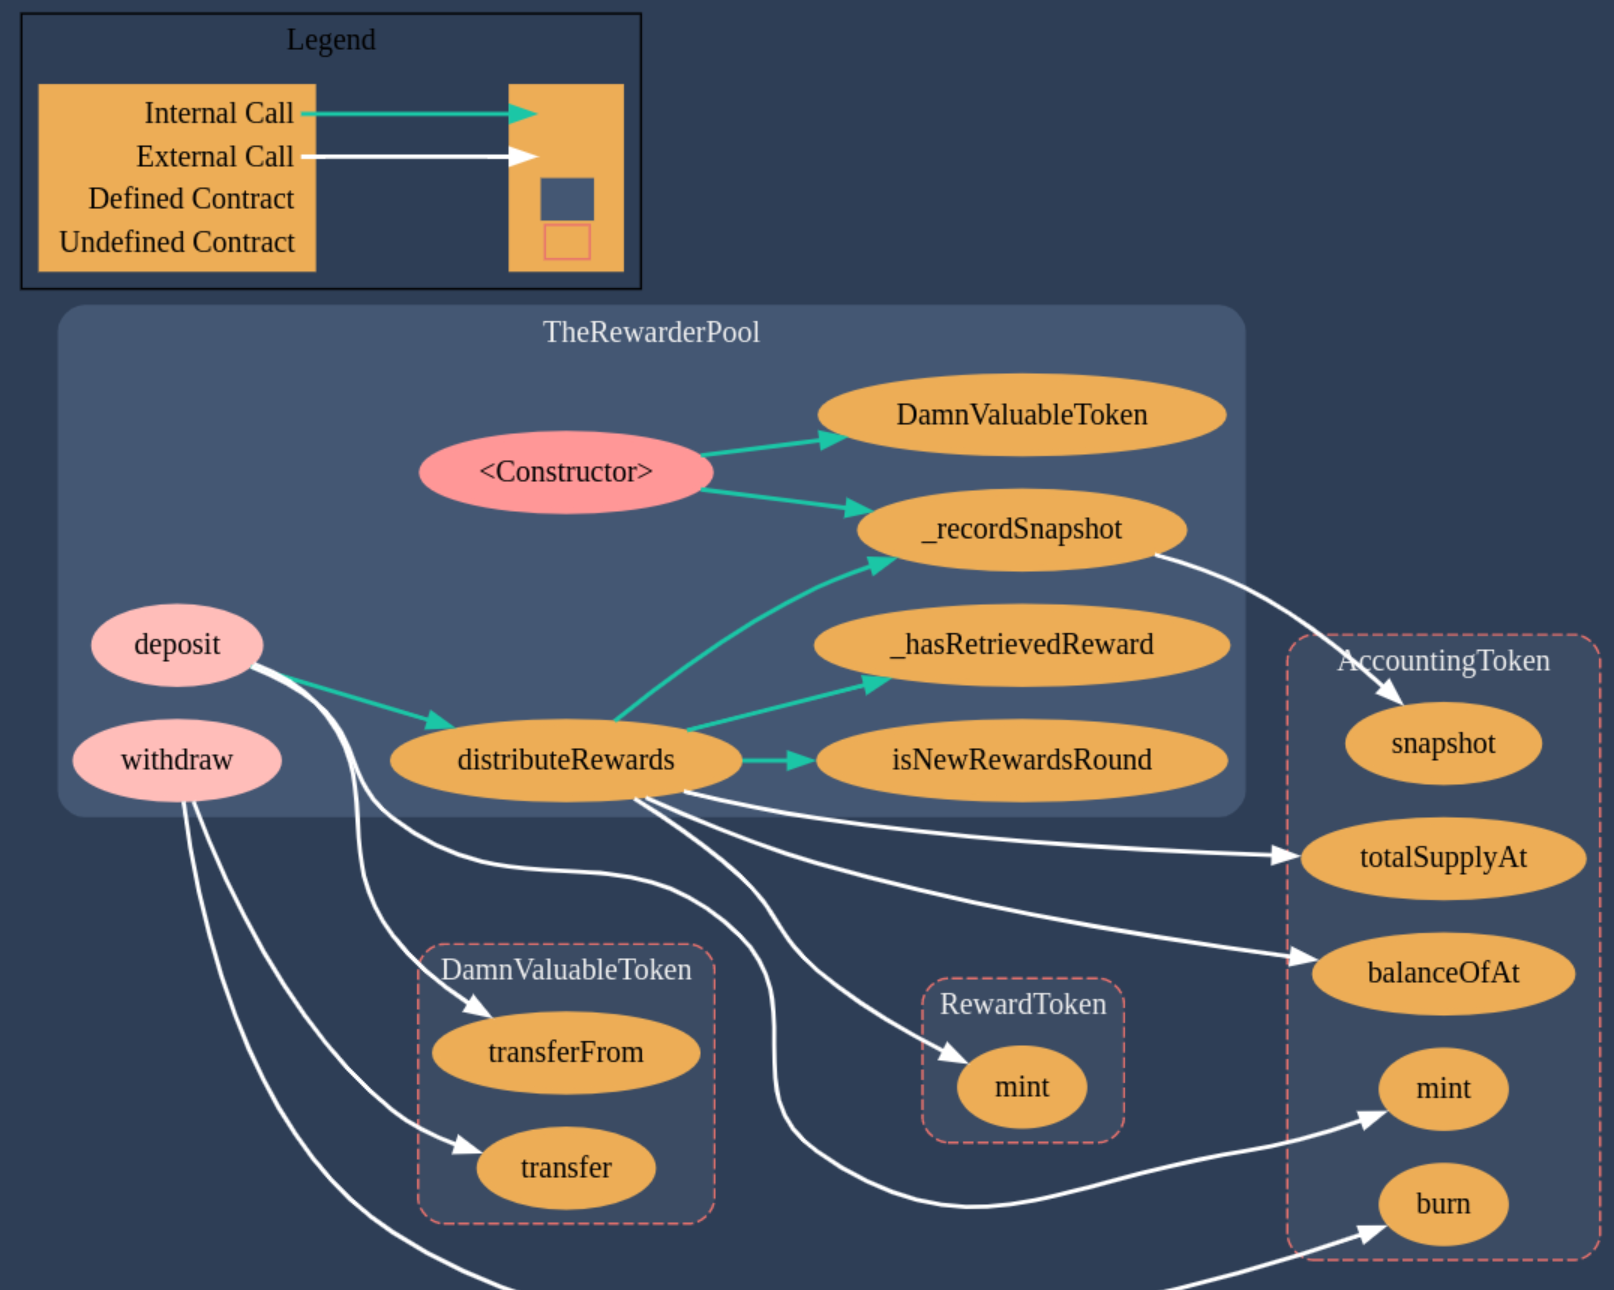 Legend
Internal Call
External Call
Defined Contract
Undefined Contract
TheRewarderPool
DamnValuableToken
<Constructor>
_recordSnapshot
deposit
_hasRetrievedReward
AccountingToken
snapshot
withdraw
distributeRewards
isNewRewardsRound
totalSupplyAt
DamnValuableToken
balanceOfAt
RewardToken
transferFrom
mint
mint
transfer
burn